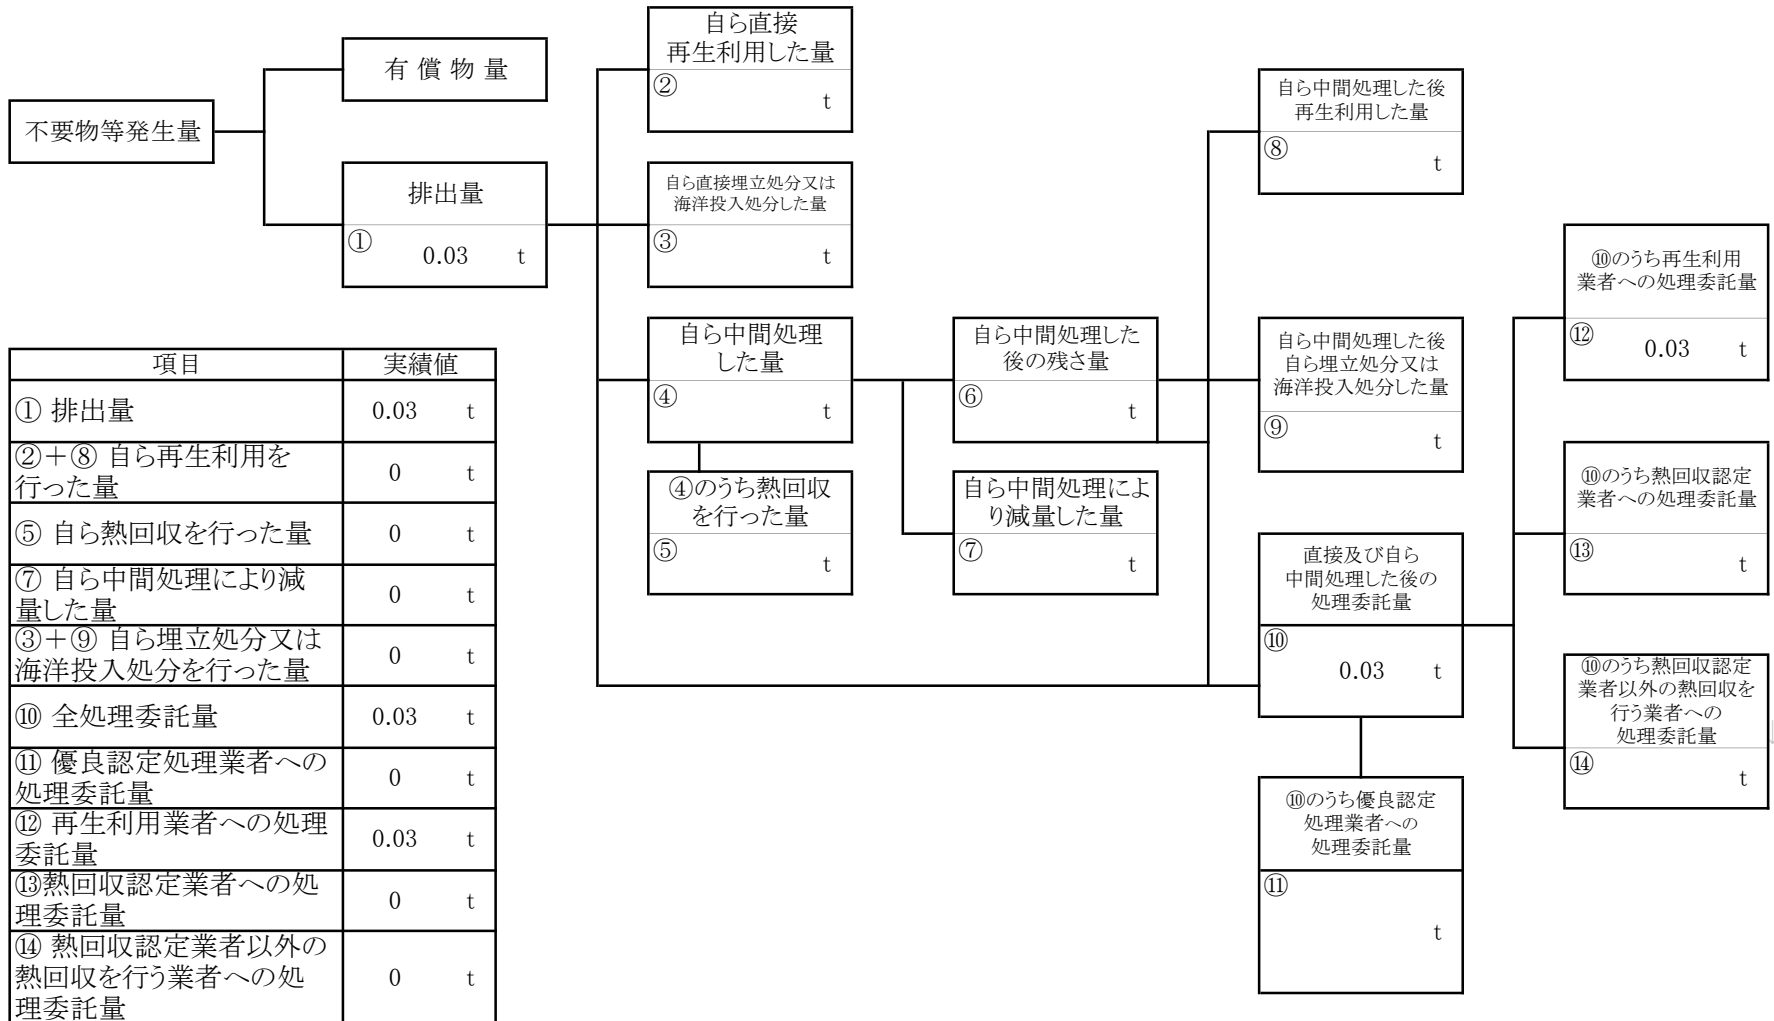 不要物等発生量
有償物量
排出量
① 0.03 t
自ら直接
再生利用した量
② t
自ら直接埋立処分又は
海洋投入処分した量
③ t
自ら中間処理
した量
④ t
④のうち熱回収
を行った量
⑤ t
自ら中間処理した
後の残さ量
⑥ t
自ら中間処理によ
り減量した量
⑦ t
自ら中間処理した後
再生利用した量
⑧ t
自ら中間処理した後
自ら埋立処分又は
海洋投入処分した量
⑨ t
直接及び自ら
中間処理した後の
処理委託量
⑩ 0.03 t
⑩のうち優良認定
処理業者への
処理委託量
⑪ t
⑩のうち再生利用
業者への処理委託量
⑫ 0.03 t
⑩のうち熱回収認定
業者への処理委託量
⑬ t
⑩のうち熱回収認定
業者以外の熱回収を
行う業者への
処理委託量
⑭ t
項目 実績値
① 排出量 0.03 t
②＋⑧ 自ら再生利用を
行った量 0 t
⑤ 自ら熱回収を行った量 0 t
⑦ 自ら中間処理により減
量した量 0 t
③＋⑨ 自ら埋立処分又は
海洋投入処分を行った量 0 t
⑩ 全処理委託量 0.03 t
⑪ 優良認定処理業者への
処理委託量 0 t
⑫ 再生利用業者への処理
委託量 0.03 t
⑬熱回収認定業者への処
理委託量 0 t
⑭ 熱回収認定業者以外の
熱回収を行う業者への処
理委託量 0 t